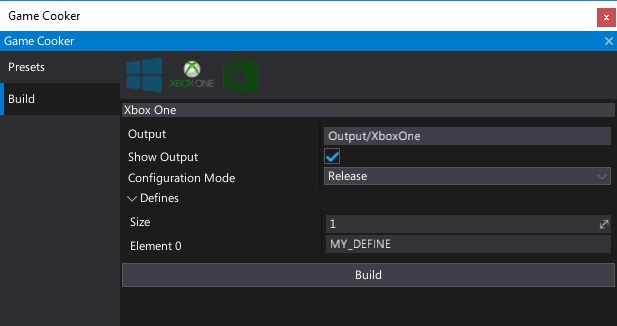 Game Cooker
Game Cooker
Presets
Build
XBOX ONE
Xbox One
Output
Output/XboxOne
Show Output
Configuration Mode
Release
Defines
Size
1
Element 0
MY_DEFINE
Build